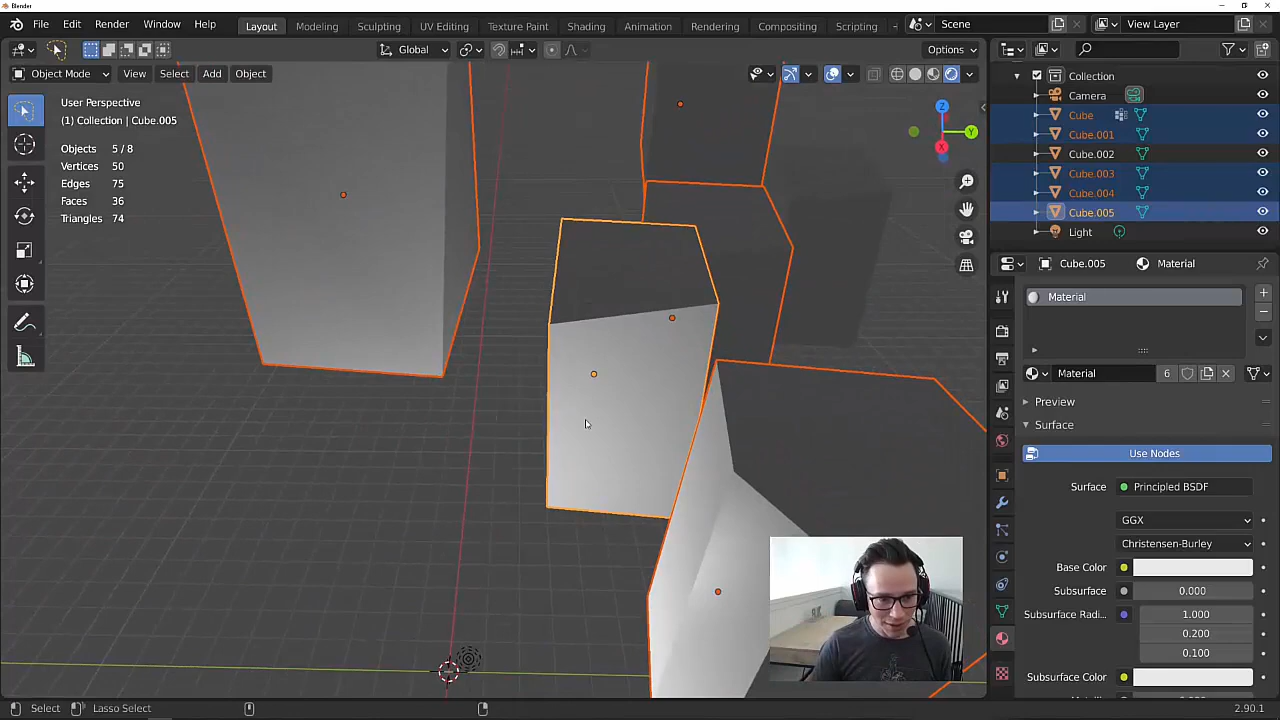 Blender
File Edit Render Window Help Layout Modeling Sculpting UV Editing Texture Paint Shading Animation Rendering Compositing Scripting Scene View Layer
Global Options
Object Mode View Select Add Object
User Perspective
(1) Collection | Cube.005
Objects 5 / 8
Vertices 50
Edges 75
Faces 36
Triangles 74
Z
Y
X
Collection
Camera
Cube
Cube.001
Cube.002
Cube.003
Cube.004
Cube.005
Light
Cube.005 Material
Material
Material 6
Preview
Surface
Use Nodes
Surface Principled BSDF
GGX
Christensen-Burley
Base Color
Subsurface 0.000
Subsurface Radi... 1.000
0.200
0.100
Subsurface Color
Select Lasso Select 2.90.1